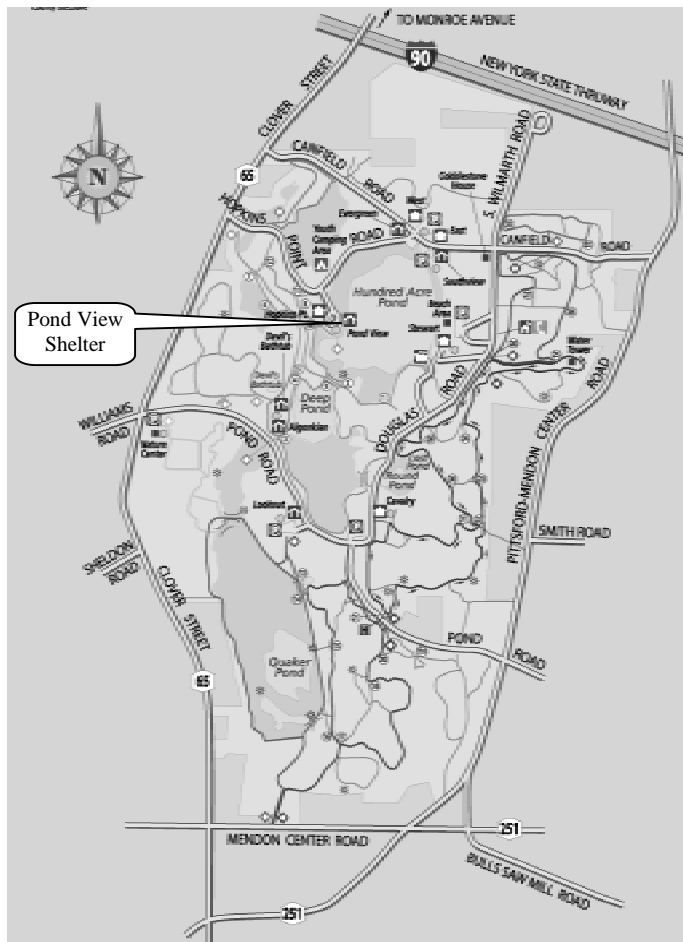 TO MONROE AVENUE
90
NEW YORK STATE THRUWAY
CLOVER STREET
CANFIELD ROAD
S. WILMARTH ROAD
65
HOPKINS POINT ROAD
Cobblestone
House
West
Evergreen
East
Youth
Camping
Area
CANFIELD ROAD
Hundred Acre
Pond
Beach
Area
Hopkins Pt.
Pond View
Stewart
Pond View
Shelter
Devil's
Bathtub
Water
Tower
Devil's
Bathtub
Deep
Pond
DOUGLAS ROAD
WILLIAMS
ROAD
Algonkian
POND ROAD
Nature
Center
Round
Pond
PITTSFORD-MENDON CENTER ROAD
Lookout
Cavalry
SMITH ROAD
SHELDON
ROAD
CLOVER STREET
POND ROAD
Quaker
Pond
65
251
MENDON CENTER ROAD
BULLS SAW MILL ROAD
251
N